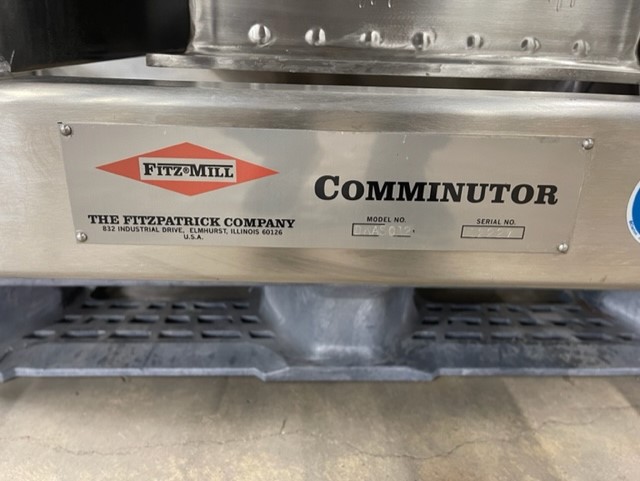 FITZ®MILL
COMMINUTOR
THE FITZPATRICK COMPANY
832 INDUSTRIAL DRIVE, ELMHURST, ILLINOIS 60126
U.S.A.
MODEL NO.
SERIAL NO.